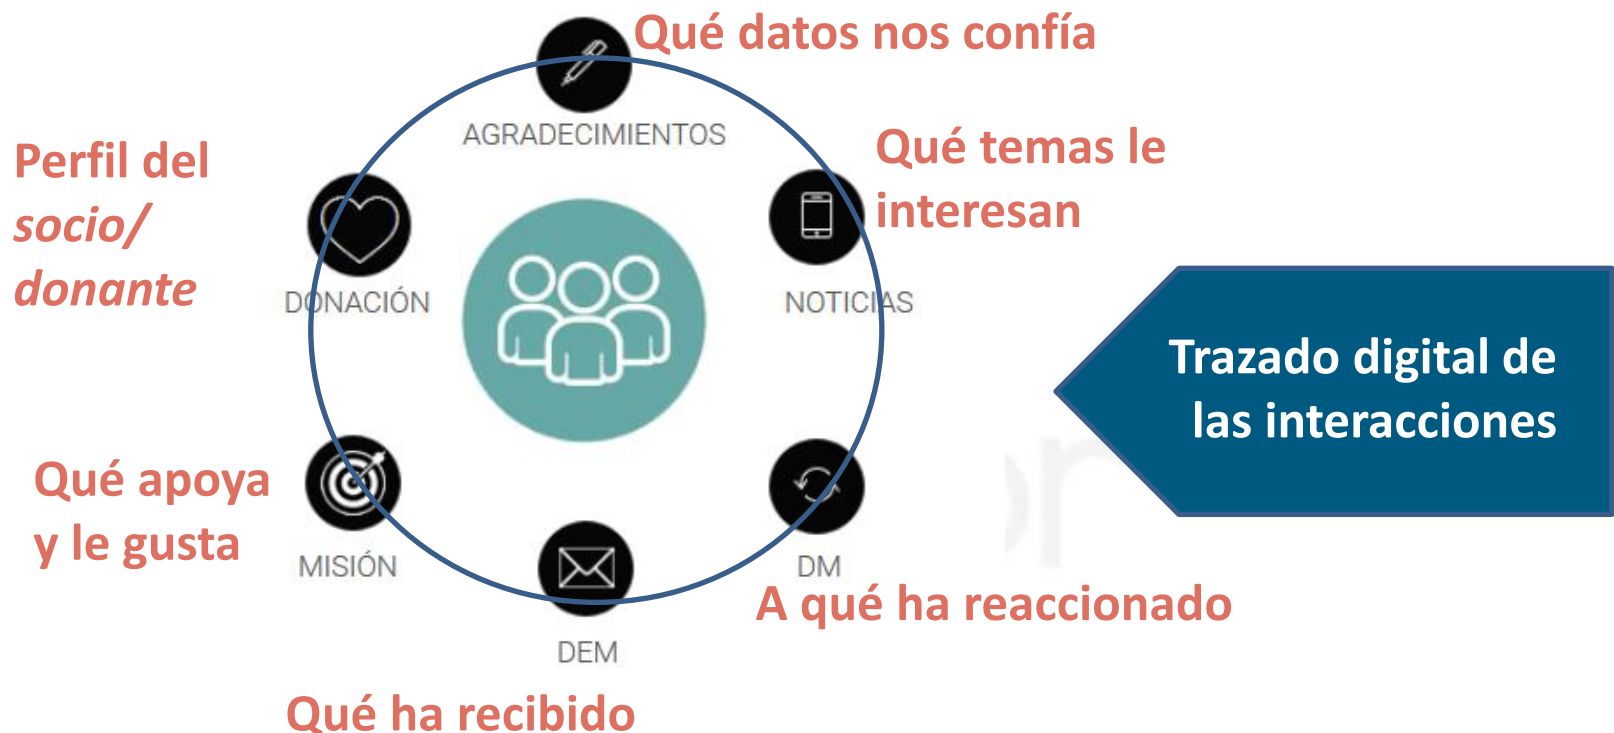 Qué datos nos confía
AGRADECIMIENTOS
Qué temas le
interesan
NOTICIAS
Perfil del
socio/
donante
DONACIÓN
Trazado digital de
las interacciones
Qué apoya
y le gusta
MISIÓN
DM
A qué ha reaccionado
DEM
Qué ha recibido